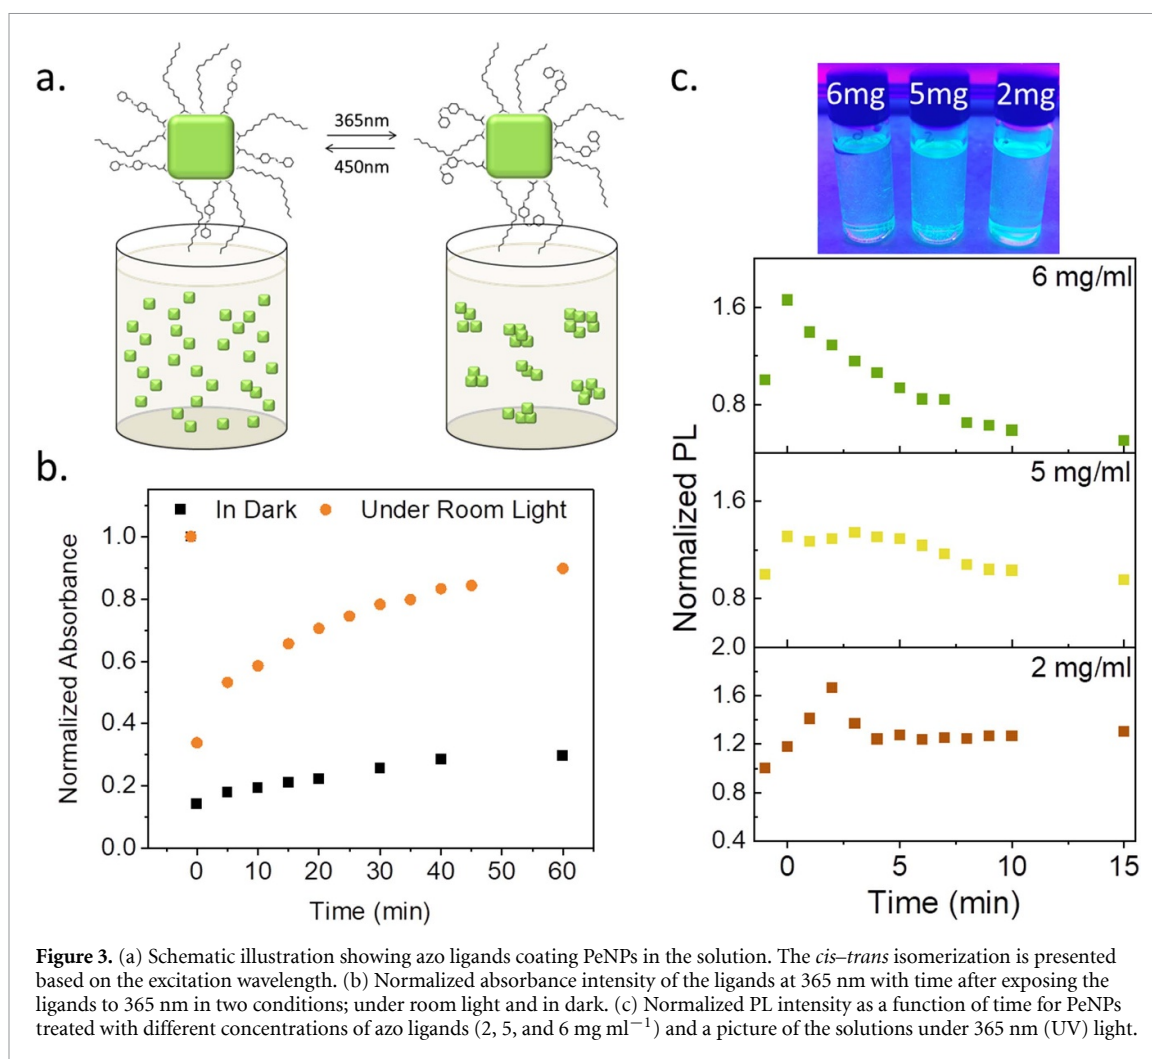 a.
365nm
450nm
b.
In Dark
Under Room Light
Normalized Absorbance
1.0
0.8
0.6
0.4
0.2
0.0
0 10 20 30 40 50 60
Time (min)
c.
6mg 5mg 2mg
Normalized PL
6 mg/ml
1.6
0.8
5 mg/ml
1.6
0.8
2.0
2 mg/ml
1.6
1.2
0.8
0.4
0 5 10 15
Time (min)
Figure 3. (a) Schematic illustration showing azo ligands coating PeNPs in the solution. The cis–trans isomerization is presented
based on the excitation wavelength. (b) Normalized absorbance intensity of the ligands at 365 nm with time after exposing the
ligands to 365 nm in two conditions; under room light and in dark. (c) Normalized PL intensity as a function of time for PeNPs
treated with different concentrations of azo ligands (2, 5, and 6 mg ml⁻¹) and a picture of the solutions under 365 nm (UV) light.